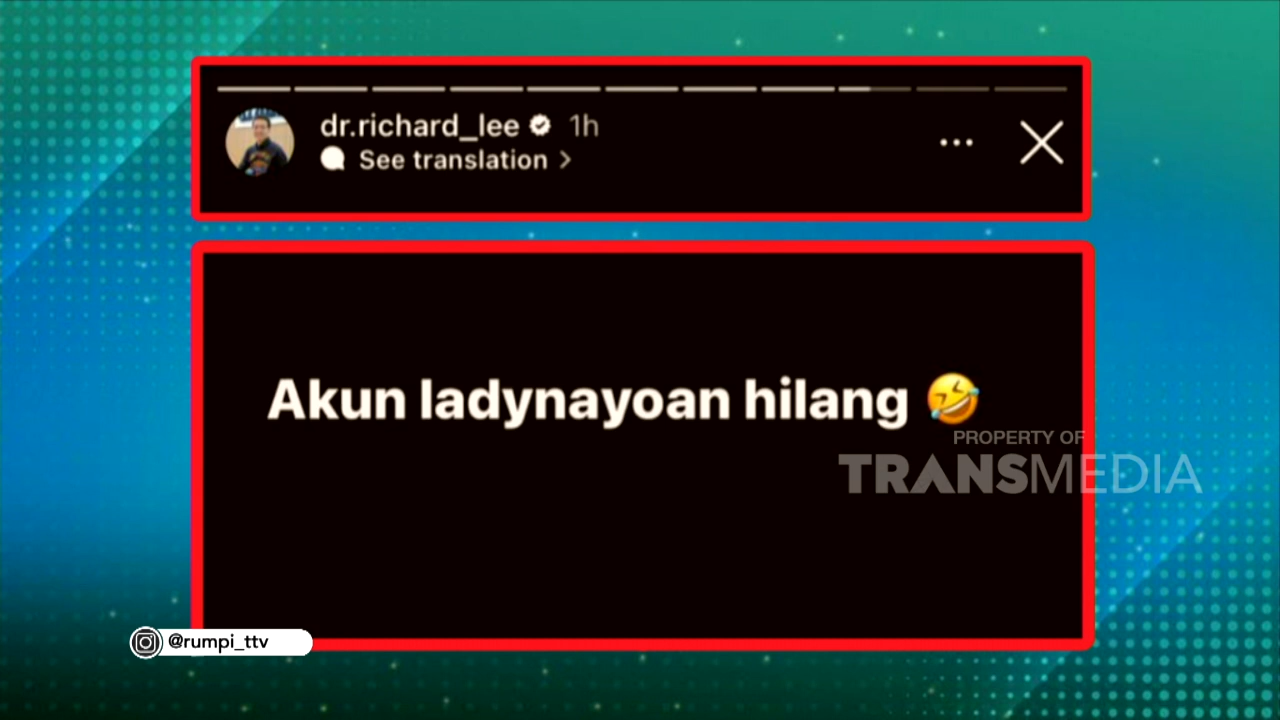 dr.richard_lee 1h
See translation >
Akun ladynayoan hilang 🤣
PROPERTY OF
TRANSMEDIA
@rumpi_ttv